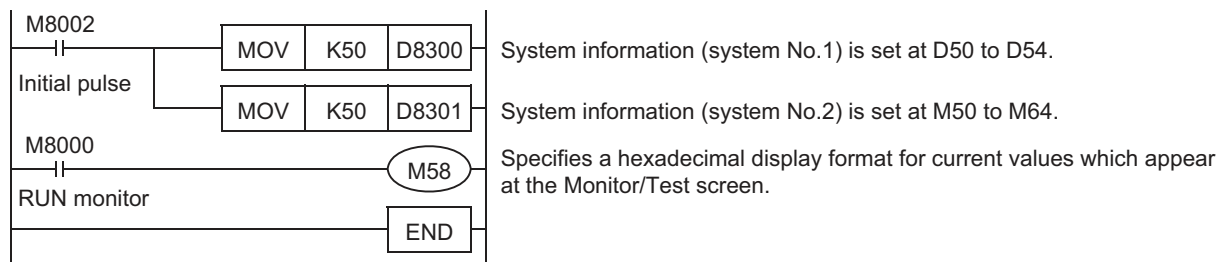 M8002
MOV K50 D8300 System information (system No.1) is set at D50 to D54.
Initial pulse
MOV K50 D8301 System information (system No.2) is set at M50 to M64.
M8000
M58 Specifies a hexadecimal display format for current values which appear
at the Monitor/Test screen.
RUN monitor
END